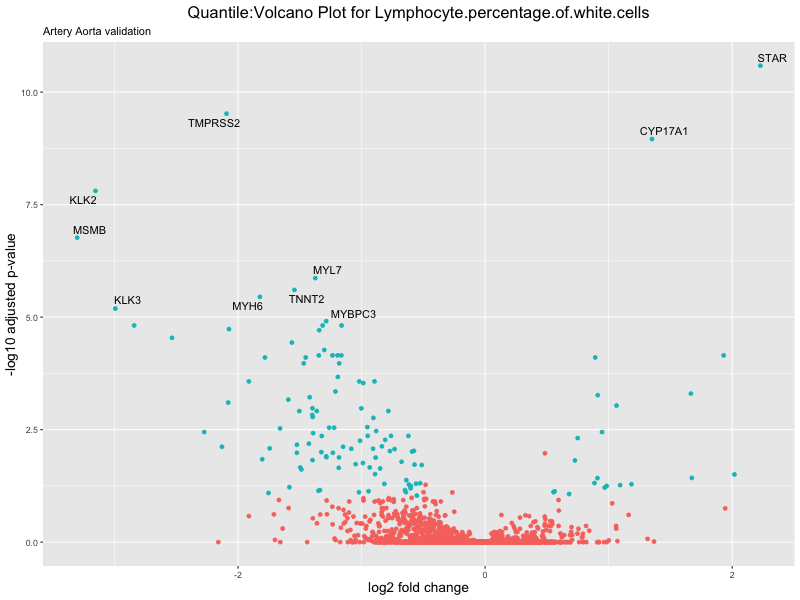 Quantile:Volcano Plot for Lymphocyte.percentage.of.white.cells
Artery Aorta validation
STAR
10.0
TMPRSS2
CYP17A1
KLK2
7.5
MSMB
-log10 adjusted p-value
MYL7
KLK3
MYH6
TNNT2
MYBPC3
5.0
2.5
0.0
-2
0
2
log2 fold change